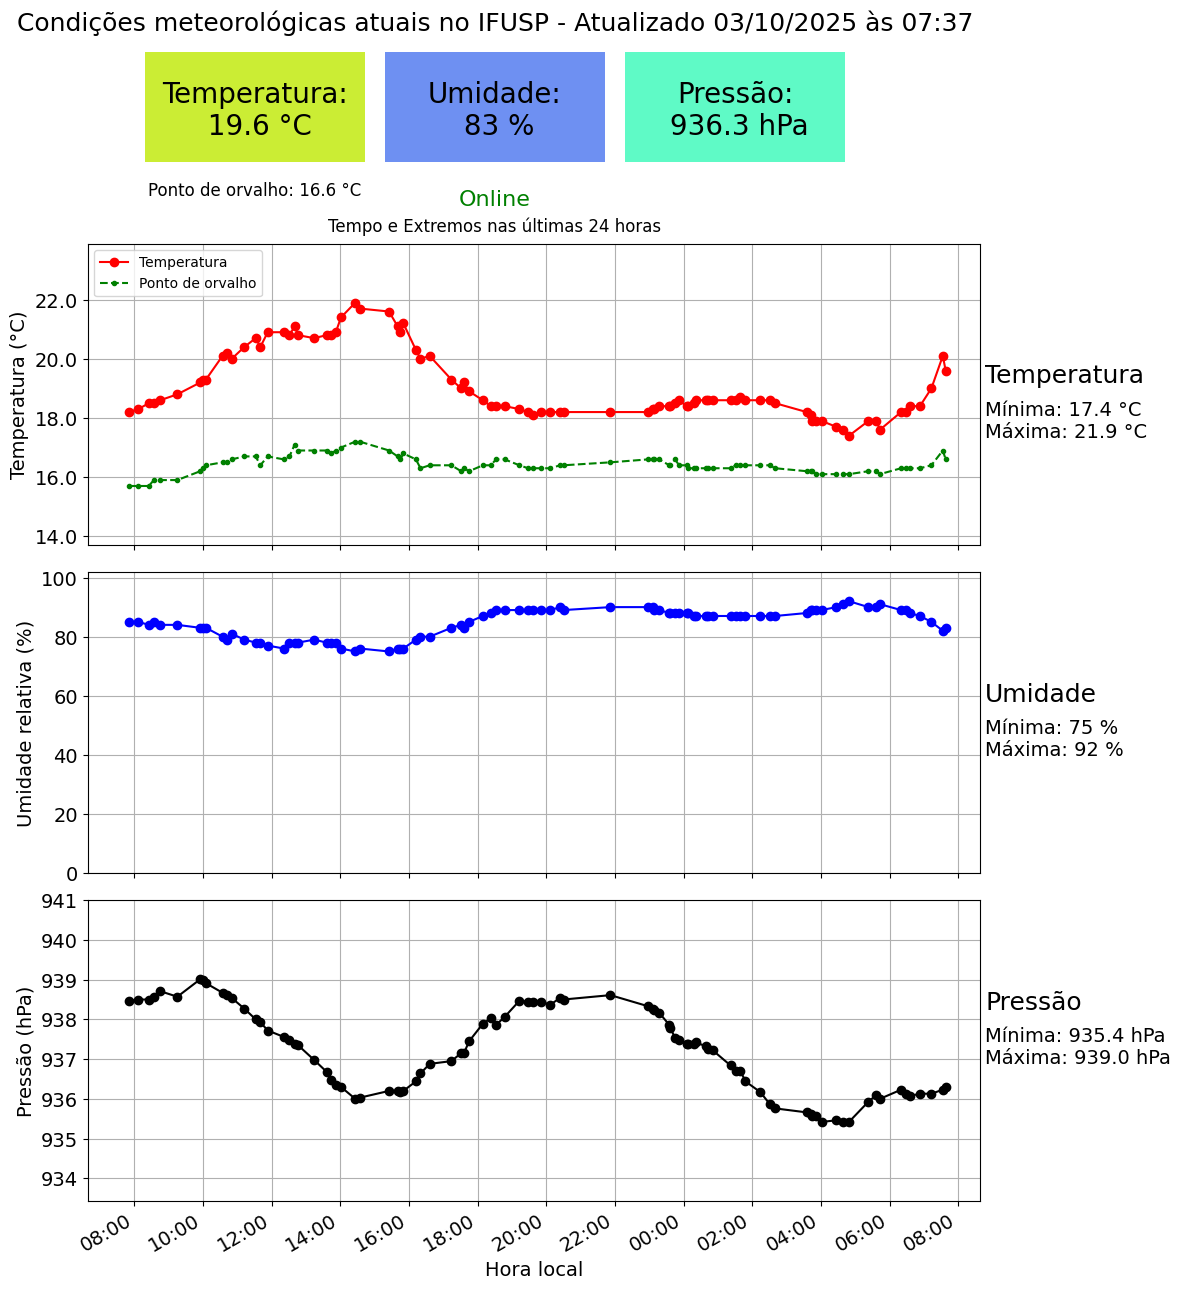 Condições meteorológicas atuais no IFUSP - Atualizado 03/10/2025 às 07:37
Temperatura:
19.6 °C
Umidade:
83 %
Pressão:
936.3 hPa
Ponto de orvalho: 16.6 °C
Online
Tempo e Extremos nas últimas 24 horas
Temperatura
Ponto de orvalho
Temperatura (°C)
22.0
20.0
18.0
16.0
14.0
Temperatura
Mínima: 17.4 °C
Máxima: 21.9 °C
Umidade relativa (%)
100
80
60
40
20
0
Umidade
Mínima: 75 %
Máxima: 92 %
Pressão (hPa)
941
940
939
938
937
936
935
934
Pressão
Mínima: 935.4 hPa
Máxima: 939.0 hPa
08:00 10:00 12:00 14:00 16:00 18:00 20:00 22:00 00:00 02:00 04:00 06:00 08:00
Hora local